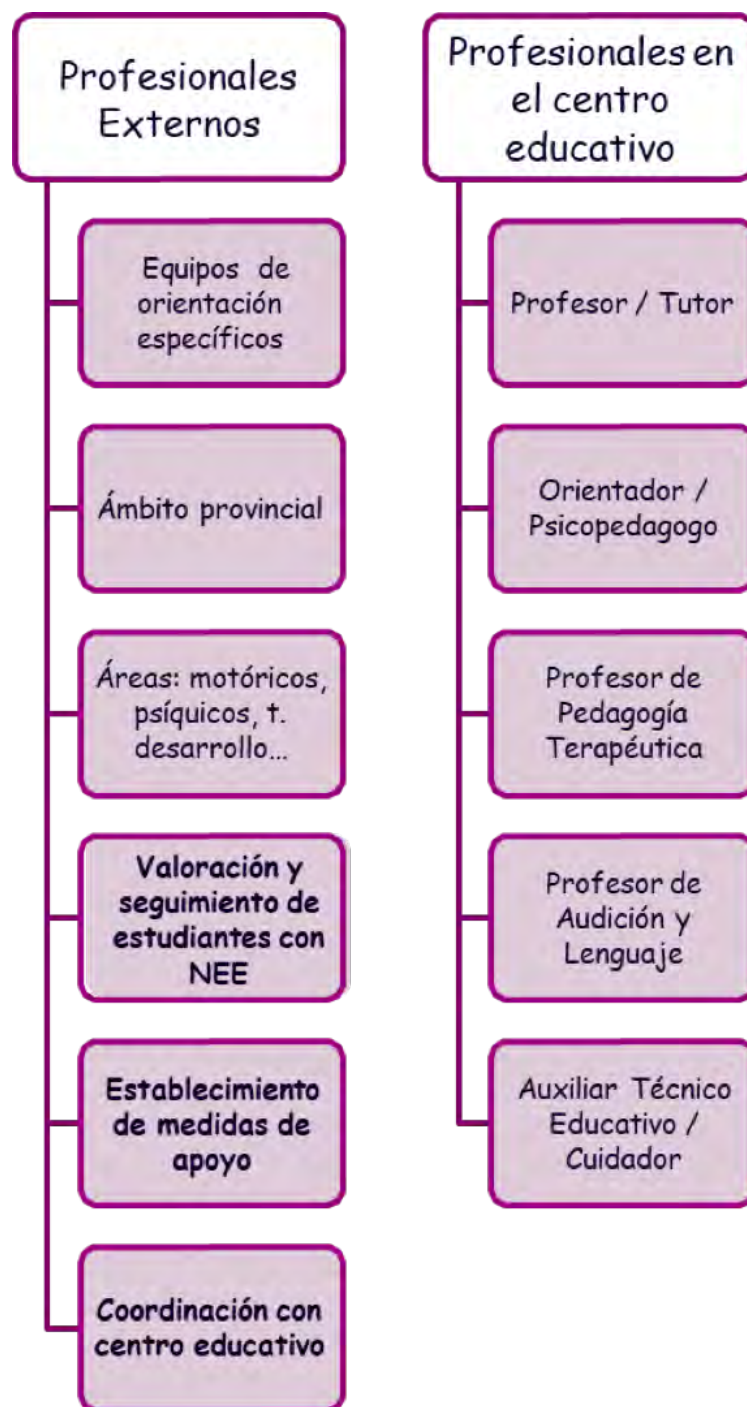 Profesionales
Externos
Equipos de
orientación
específicos
Ámbito provincial
Áreas: motóricos,
psíquicos, t.
desarrollo...
Valoración y
seguimiento de
estudiantes con
NEE
Establecimiento
de medidas de
apoyo
Coordinación con
centro educativo
Profesionales en
el centro
educativo
Profesor / Tutor
Orientador /
Psicopedagogo
Profesor de
Pedagogía
Terapéutica
Profesor de
Audición y
Lenguaje
Auxiliar Técnico
Educativo /
Cuidador